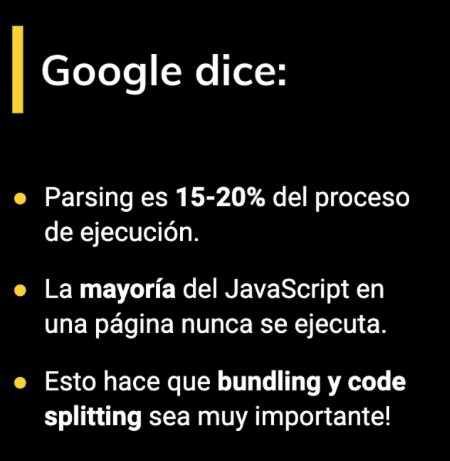 Google dice:
Parsing es 15-20% del proceso
de ejecución.
La mayoría del JavaScript en
una página nunca se ejecuta.
Esto hace que bundling y code
splitting sea muy importante!